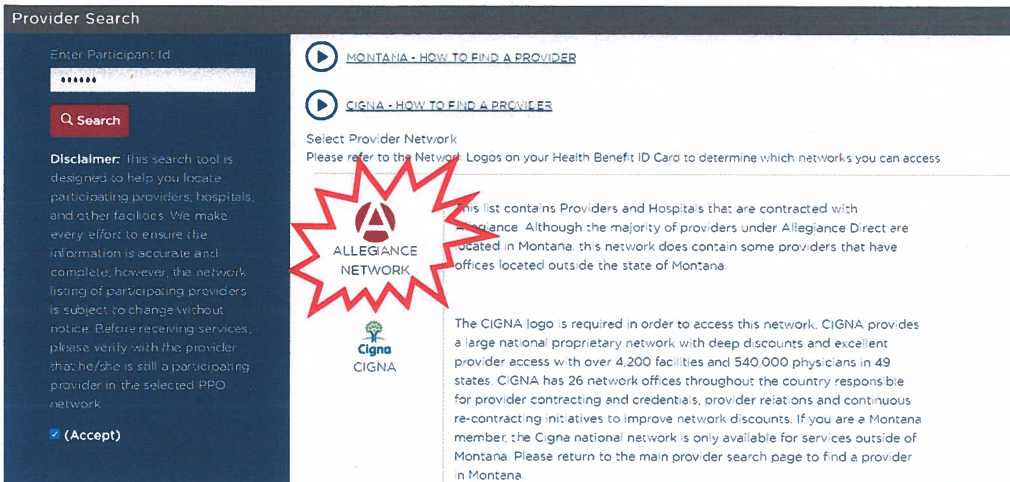 Provider Search
Enter Participant Id
••••••
Search
Disclaimer: This search tool is
designed to help you locate
participating providers, hospitals,
and other facilities. We make
every effort to ensure the
information is accurate and
complete; however, the network
listing of participating providers
is subject to change without
notice. Before receiving services,
please verify with the provider
that he/she is still a participating
provider in the selected PPO
network.
(Accept)
MONTANA - HOW TO FIND A PROVIDER
CIGNA - HOW TO FIND A PROVIDER
Select Provider Network
Please refer to the Network Logos on your Health Benefit ID Card to determine which networks you can access
ALLEGIANCE
NETWORK
This list contains Providers and Hospitals that are contracted with
Allegiance. Although the majority of providers under Allegiance Direct are
located in Montana, this network does contain some providers that have
offices located outside the state of Montana.
Cigna
CIGNA
The CIGNA logo is required in order to access this network. CIGNA provides
a large national proprietary network with deep discounts and excellent
provider access with over 4,200 facilities and 540,000 physicians in 49
states. CIGNA has 26 network offices throughout the country responsible
for provider contracting and credentials, provider relations and continuous
re-contracting initiatives to improve network discounts. If you are a Montana
member, the Cigna national network is only available for services outside of
Montana. Please return to the main provider search page to find a provider
in Montana.